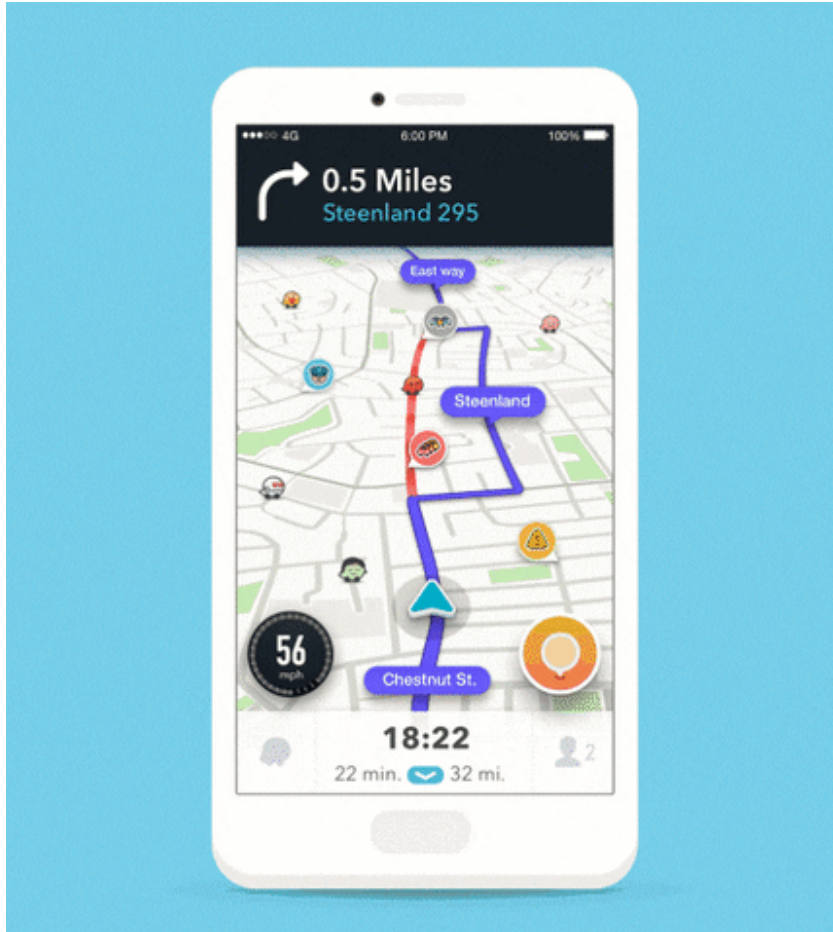 4G 6:00 PM 100%
0.5 Miles
Steenland 295
East way
Steenland
56
mph
Chestnut St.
18:22
2
22 min. 32 mi.